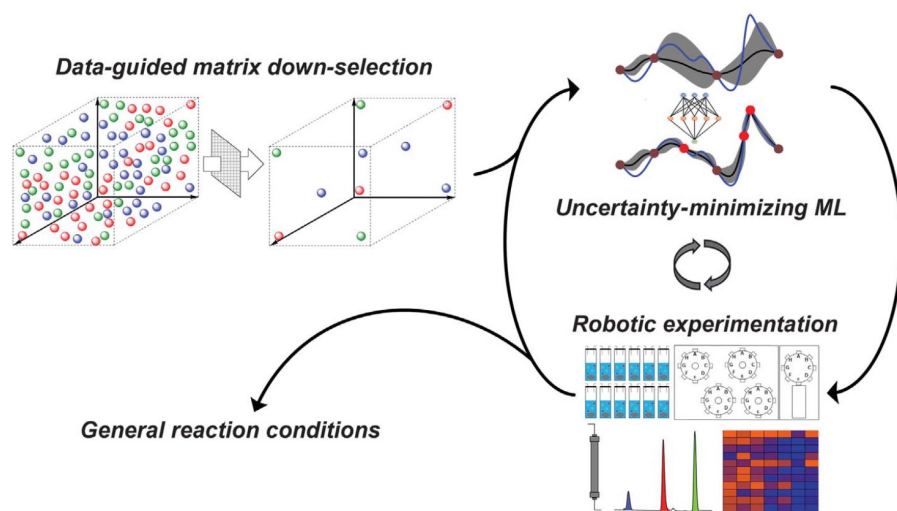 Data-guided matrix down-selection
Uncertainty-minimizing ML
Robotic experimentation
General reaction conditions